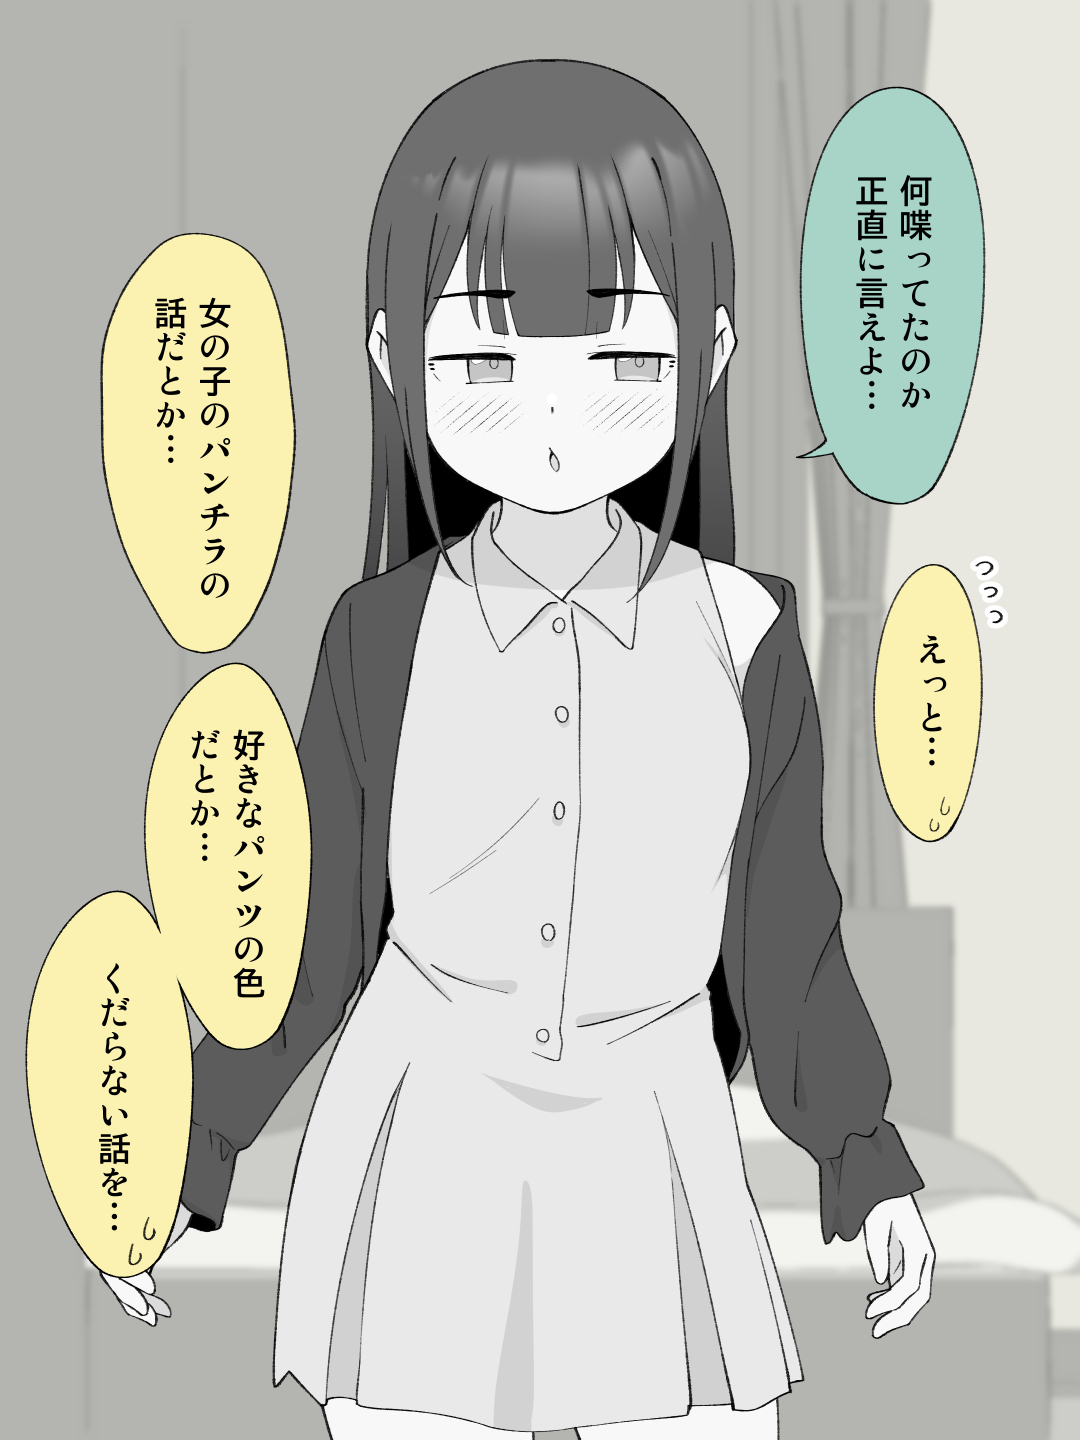 何喋ってたのか
正直に言えよ…
えっと…
っっっ
女の子のパンチラの
話だとか…
好きなパンツの色
だとか…
くだらない話を…